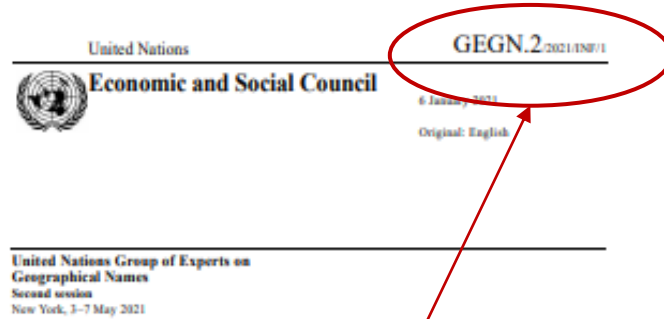 United Nations GEGN.2/2021/INF/1
Economic and Social Council
6 January 2021
Original: English
United Nations Group of Experts on
Geographical Names
Second session
New York, 3–7 May 2021